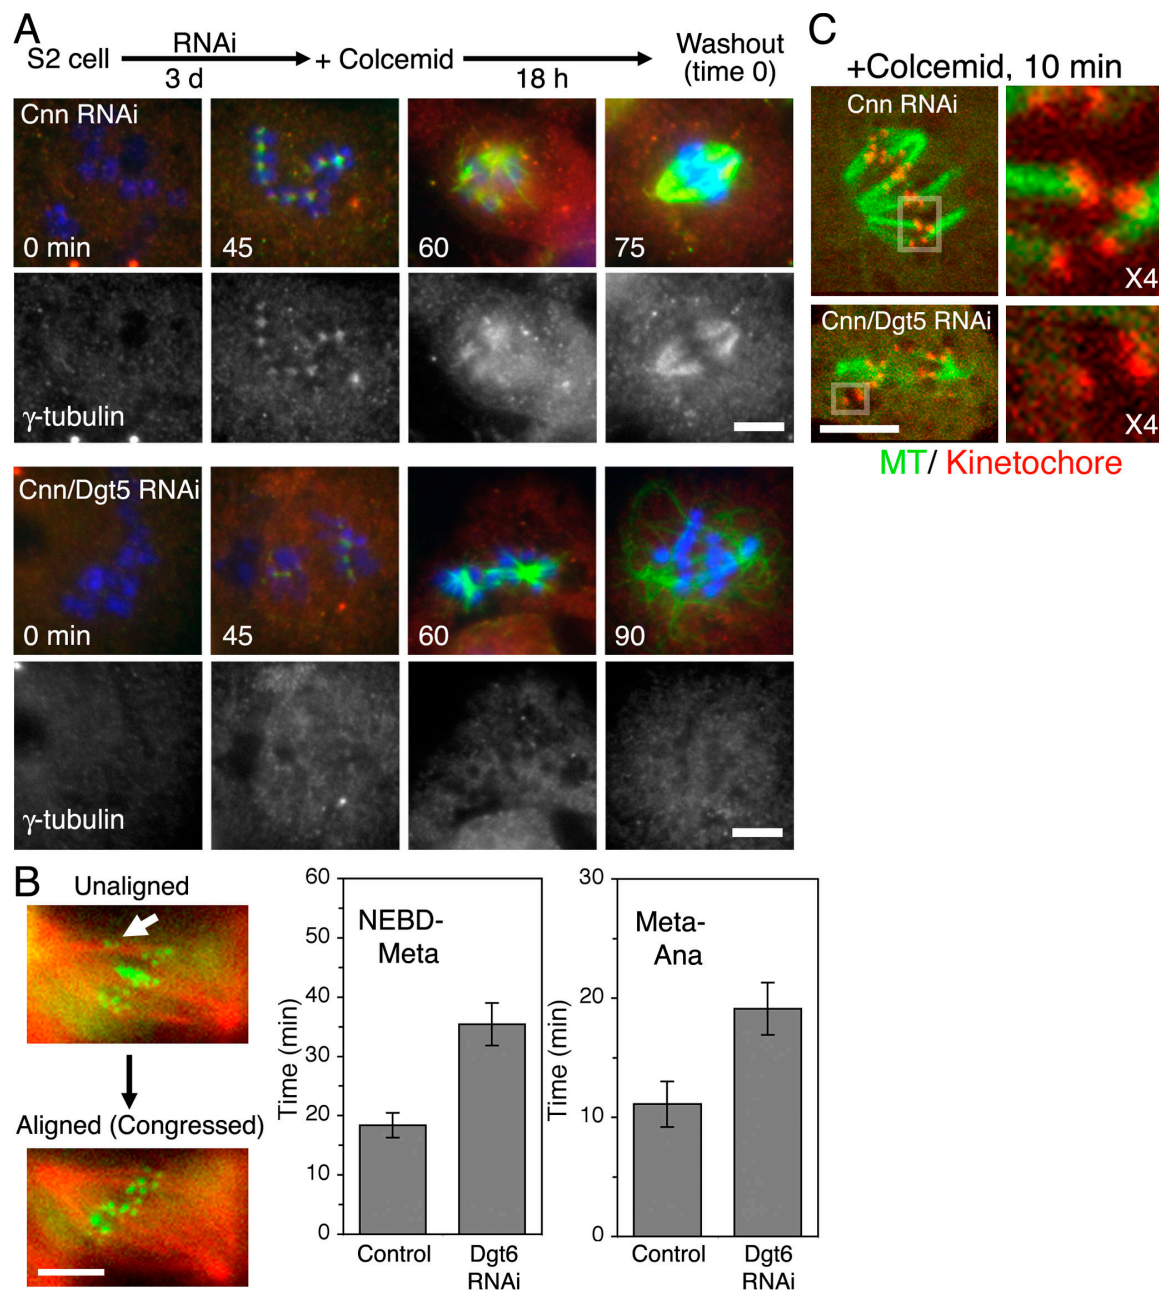 A
S2 cell
RNAi
3 d
+ Colcemid
18 h
Washout
(time 0)
Cnn RNAi
0 min
45
60
75
γ-tubulin
Cnn/Dgt5 RNAi
0 min
45
60
90
γ-tubulin
B
Unaligned
Aligned (Congressed)
60
50
40
30
20
10
0
Time (min)
NEBD-
Meta
Control
Dgt6
RNAi
30
20
10
0
Time (min)
Meta-
Ana
Control
Dgt6
RNAi
C
+Colcemid, 10 min
Cnn RNAi
X4
Cnn/Dgt5 RNAi
X4
MT/ Kinetochore